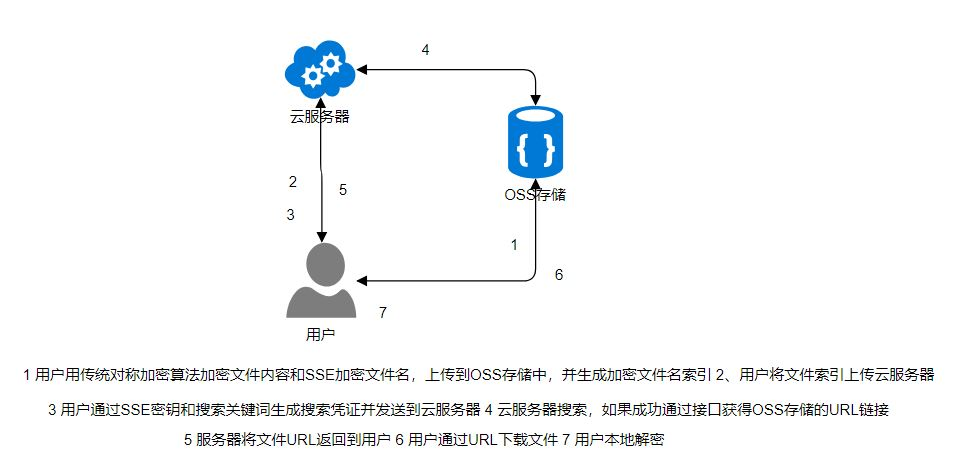 4
云服务器
{ }
OSS存储
2
5
3
1
6
7
用户
1 用户用传统对称加密算法加密文件内容和SSE加密文件名，上传到OSS存储中，并生成加密文件名索引 2、用户将文件索引上传云服务器
3 用户通过SSE密钥和搜索关键词生成搜索凭证并发送到云服务器 4 云服务器搜索，如果成功通过接口获得OSS存储的URL链接
5 服务器将文件URL返回到用户 6 用户通过URL下载文件 7 用户本地解密